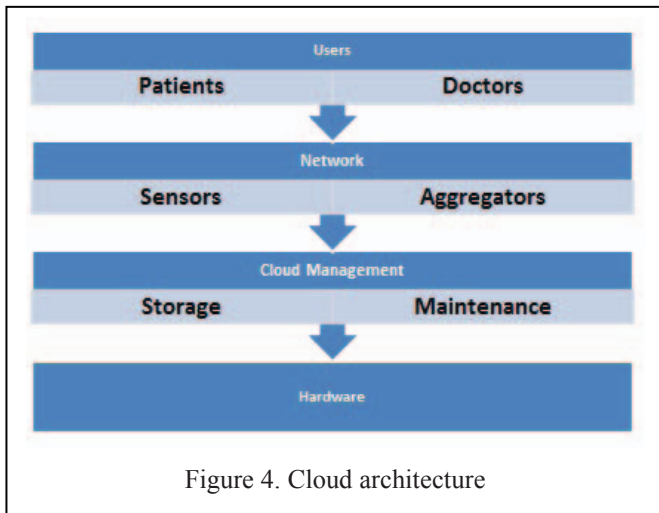 Users
Patients Doctors
Network
Sensors Aggregators
Cloud Management
Storage Maintenance
Hardware
Figure 4. Cloud architecture